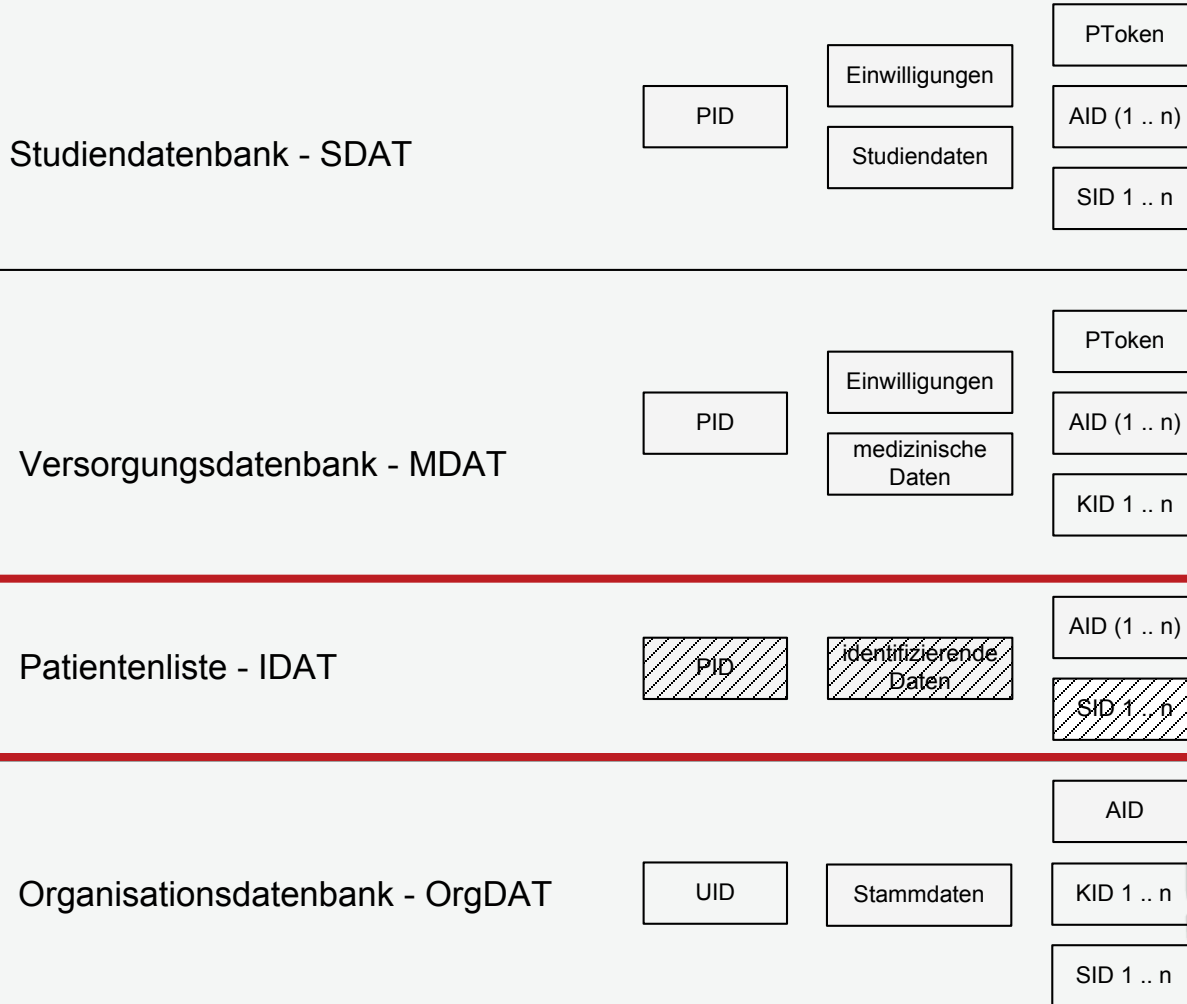 PToken
Einwilligungen
PID
AID (1 .. n)
Studiendatenbank - SDAT
Studiendaten
SID 1 .. n
PToken
Einwilligungen
PID
AID (1 .. n)
Versorgungsdatenbank - MDAT
medizinische
Daten
KID 1 .. n
AID (1 .. n)
Patientenliste - IDAT
PID
identifizierende
Daten
SID 1 .. n
AID
Organisationsdatenbank - OrgDAT
UID
Stammdaten
KID 1 .. n
SID 1 .. n